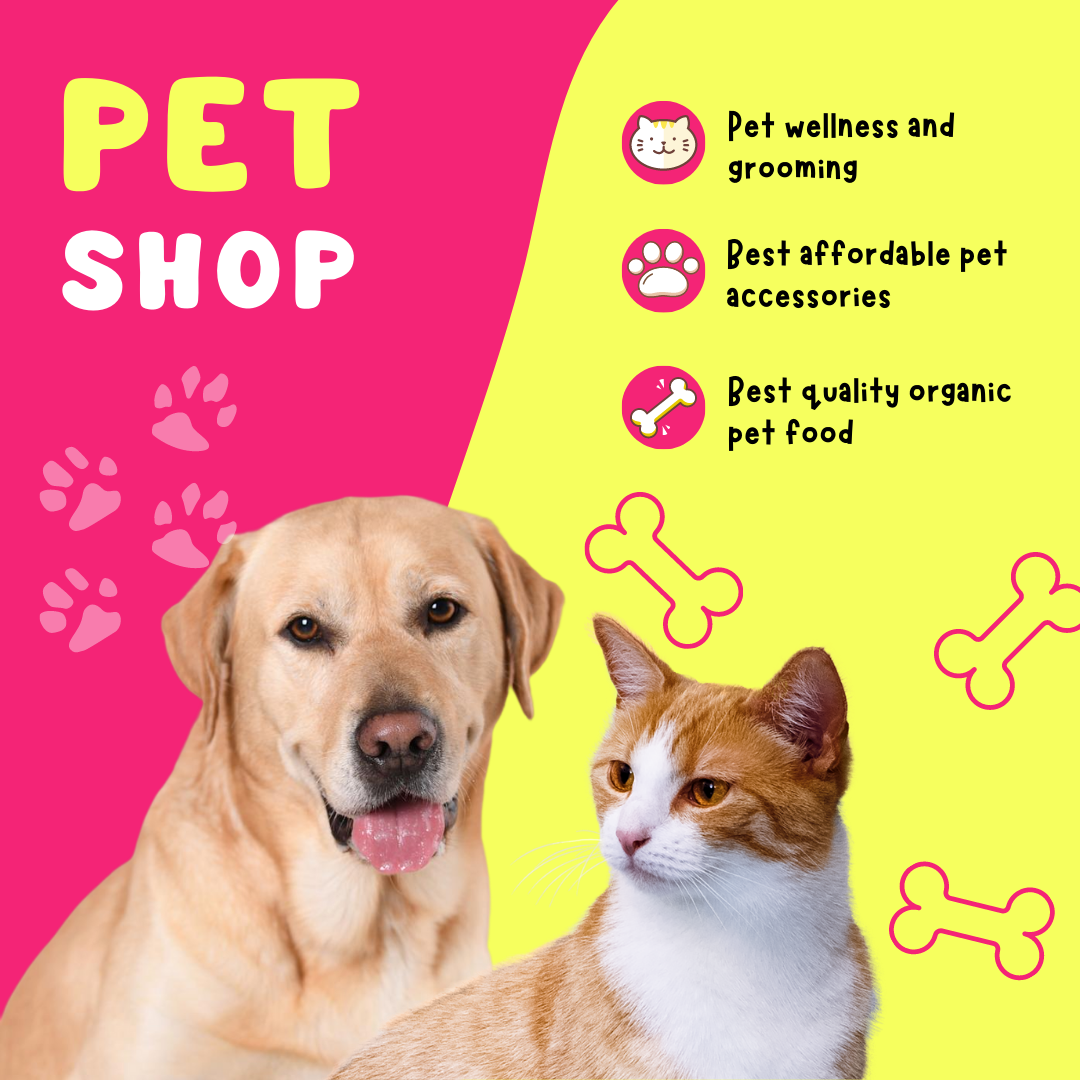 PET
SHOP
Pet wellness and
grooming
Best affordable pet
accessories
Best quality organic
pet food